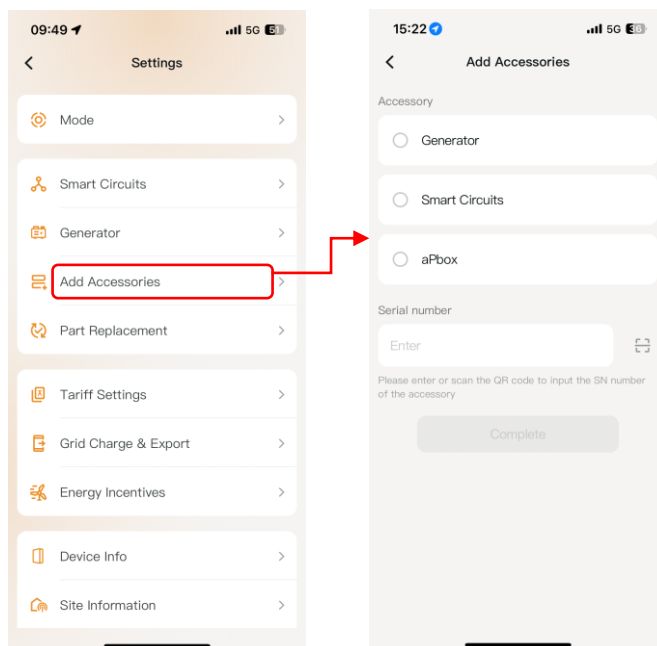 09:49
5G
51
Settings
Mode
Smart Circuits
Generator
Add Accessories
Part Replacement
Tariff Settings
Grid Charge & Export
Energy Incentives
Device Info
Site Information
15:22
5G
36
Add Accessories
Accessory
Generator
Smart Circuits
aPbox
Serial number
Enter
Please enter or scan the QR code to input the SN number
of the accessory
Complete